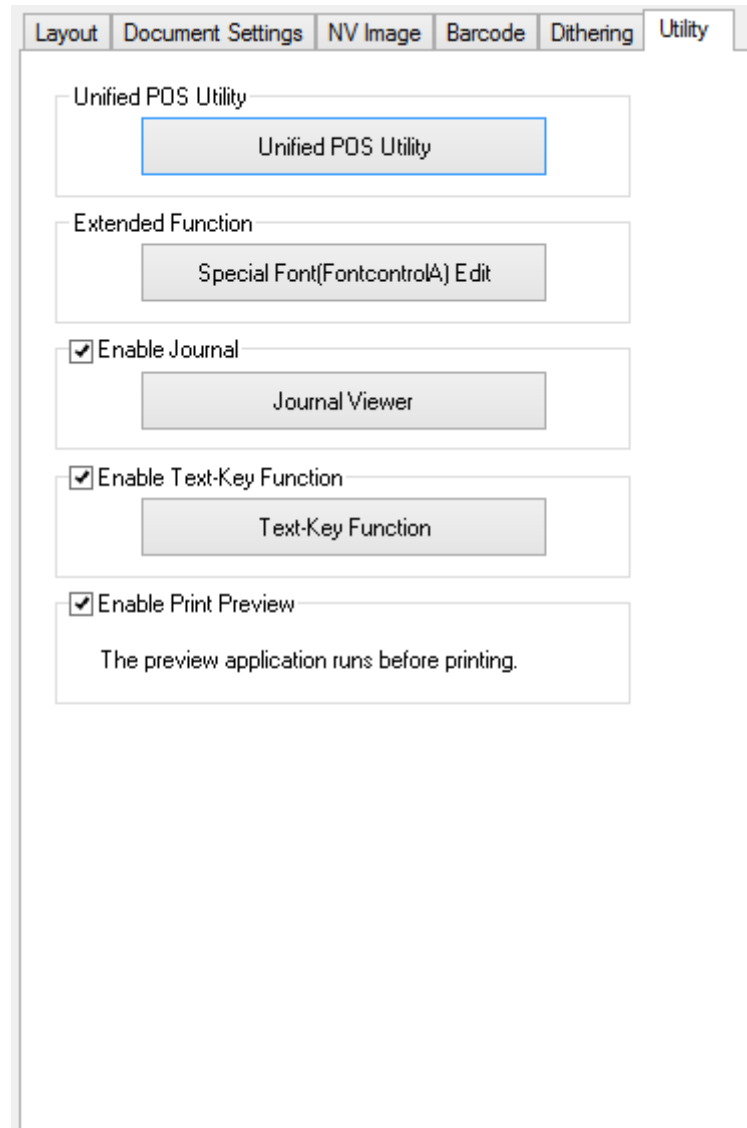 Layout Document Settings NV Image Barcode Dithering Utility
Unified POS Utility
Unified POS Utility
Extended Function
Special Font(FontcontrolA) Edit
Enable Journal
Journal Viewer
Enable Text-Key Function
Text-Key Function
Enable Print Preview
The preview application runs before printing.